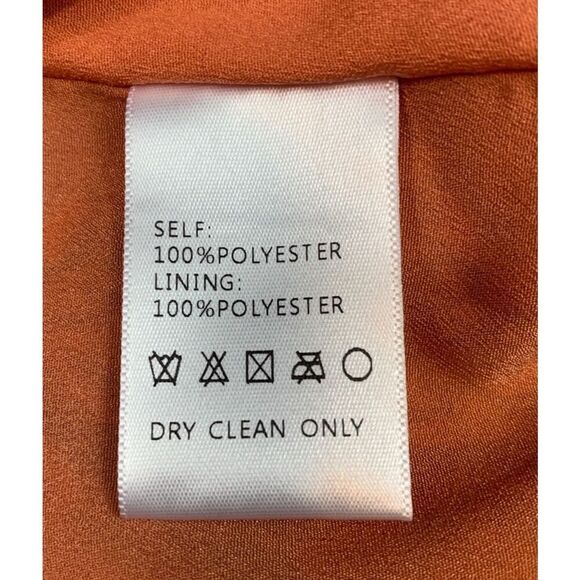 SELF:
100%POLYESTER
LINING:
100%POLYESTER
DRY CLEAN ONLY